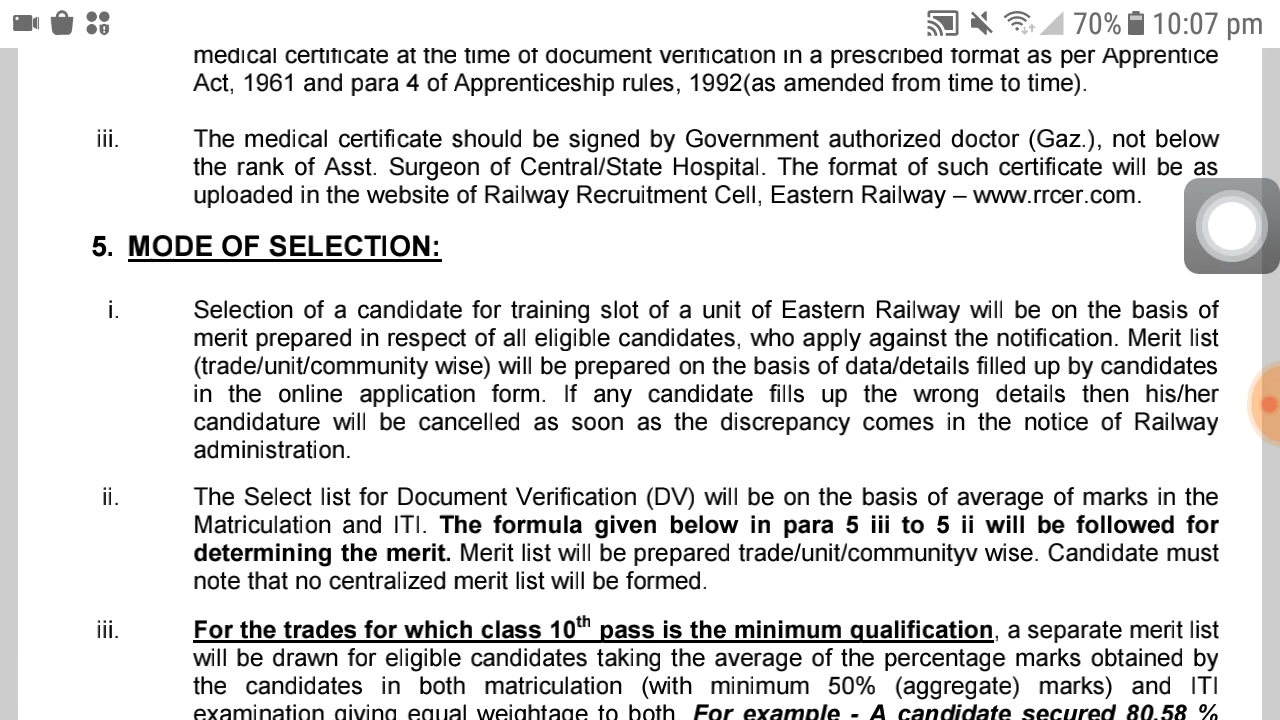 70% 10:07 pm
medical certificate at the time of document verification in a prescribed format as per Apprentice
Act, 1961 and para 4 of Apprenticeship rules, 1992(as amended from time to time).
iii. The medical certificate should be signed by Government authorized doctor (Gaz.), not below
the rank of Asst. Surgeon of Central/State Hospital. The format of such certificate will be as
uploaded in the website of Railway Recruitment Cell, Eastern Railway – www.rrcer.com.
5. MODE OF SELECTION:
i. Selection of a candidate for training slot of a unit of Eastern Railway will be on the basis of
merit prepared in respect of all eligible candidates, who apply against the notification. Merit list
(trade/unit/community wise) will be prepared on the basis of data/details filled up by candidates
in the online application form. If any candidate fills up the wrong details then his/her
candidature will be cancelled as soon as the discrepancy comes in the notice of Railway
administration.
ii. The Select list for Document Verification (DV) will be on the basis of average of marks in the
Matriculation and ITI. The formula given below in para 5 iii to 5 ii will be followed for
determining the merit. Merit list will be prepared trade/unit/communityv wise. Candidate must
note that no centralized merit list will be formed.
iii. For the trades for which class 10th pass is the minimum qualification, a separate merit list
will be drawn for eligible candidates taking the average of the percentage marks obtained by
the candidates in both matriculation (with minimum 50% (aggregate) marks) and ITI
examination giving equal weightage to both. For example - A candidate secured 80.58 %